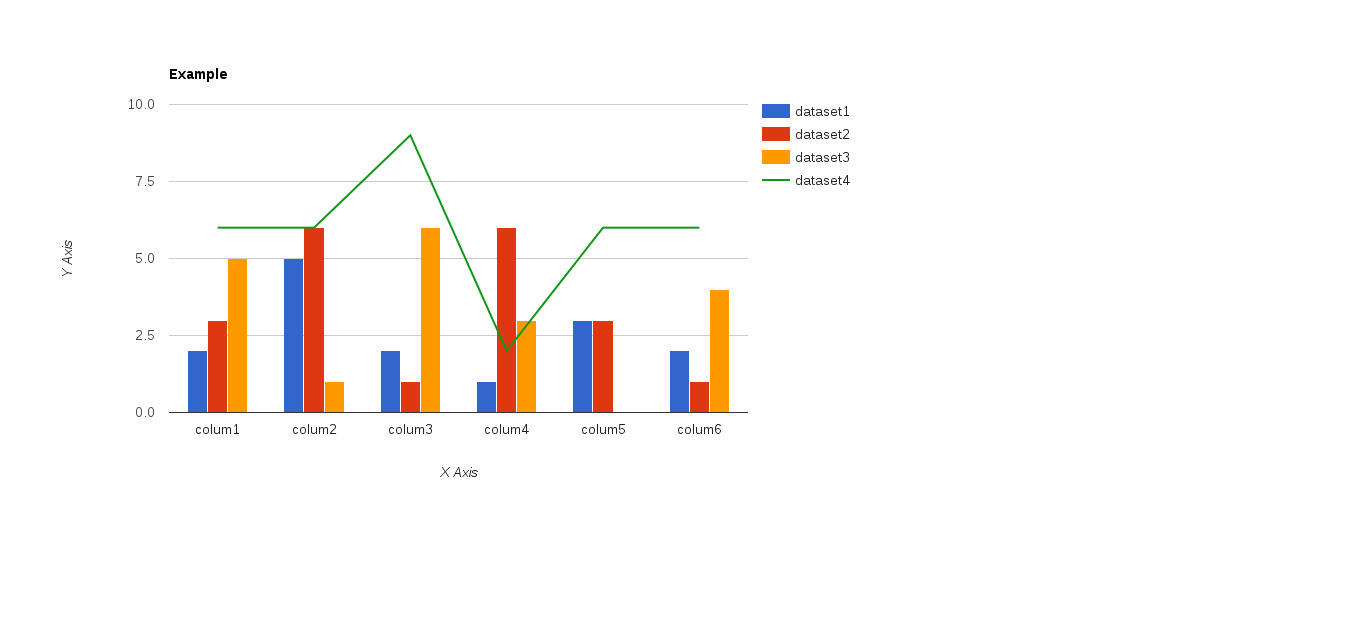 Example
10.0
7.5
5.0
2.5
0.0
Y Axis
colum1 colum2 colum3 colum4 colum5 colum6
X Axis
dataset1
dataset2
dataset3
dataset4